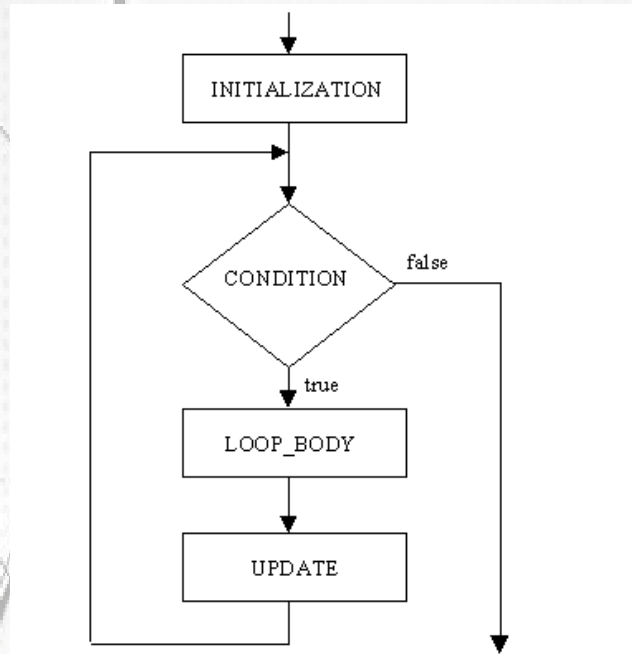 INITIALIZATION
CONDITION
false
true
LOOP_BODY
UPDATE